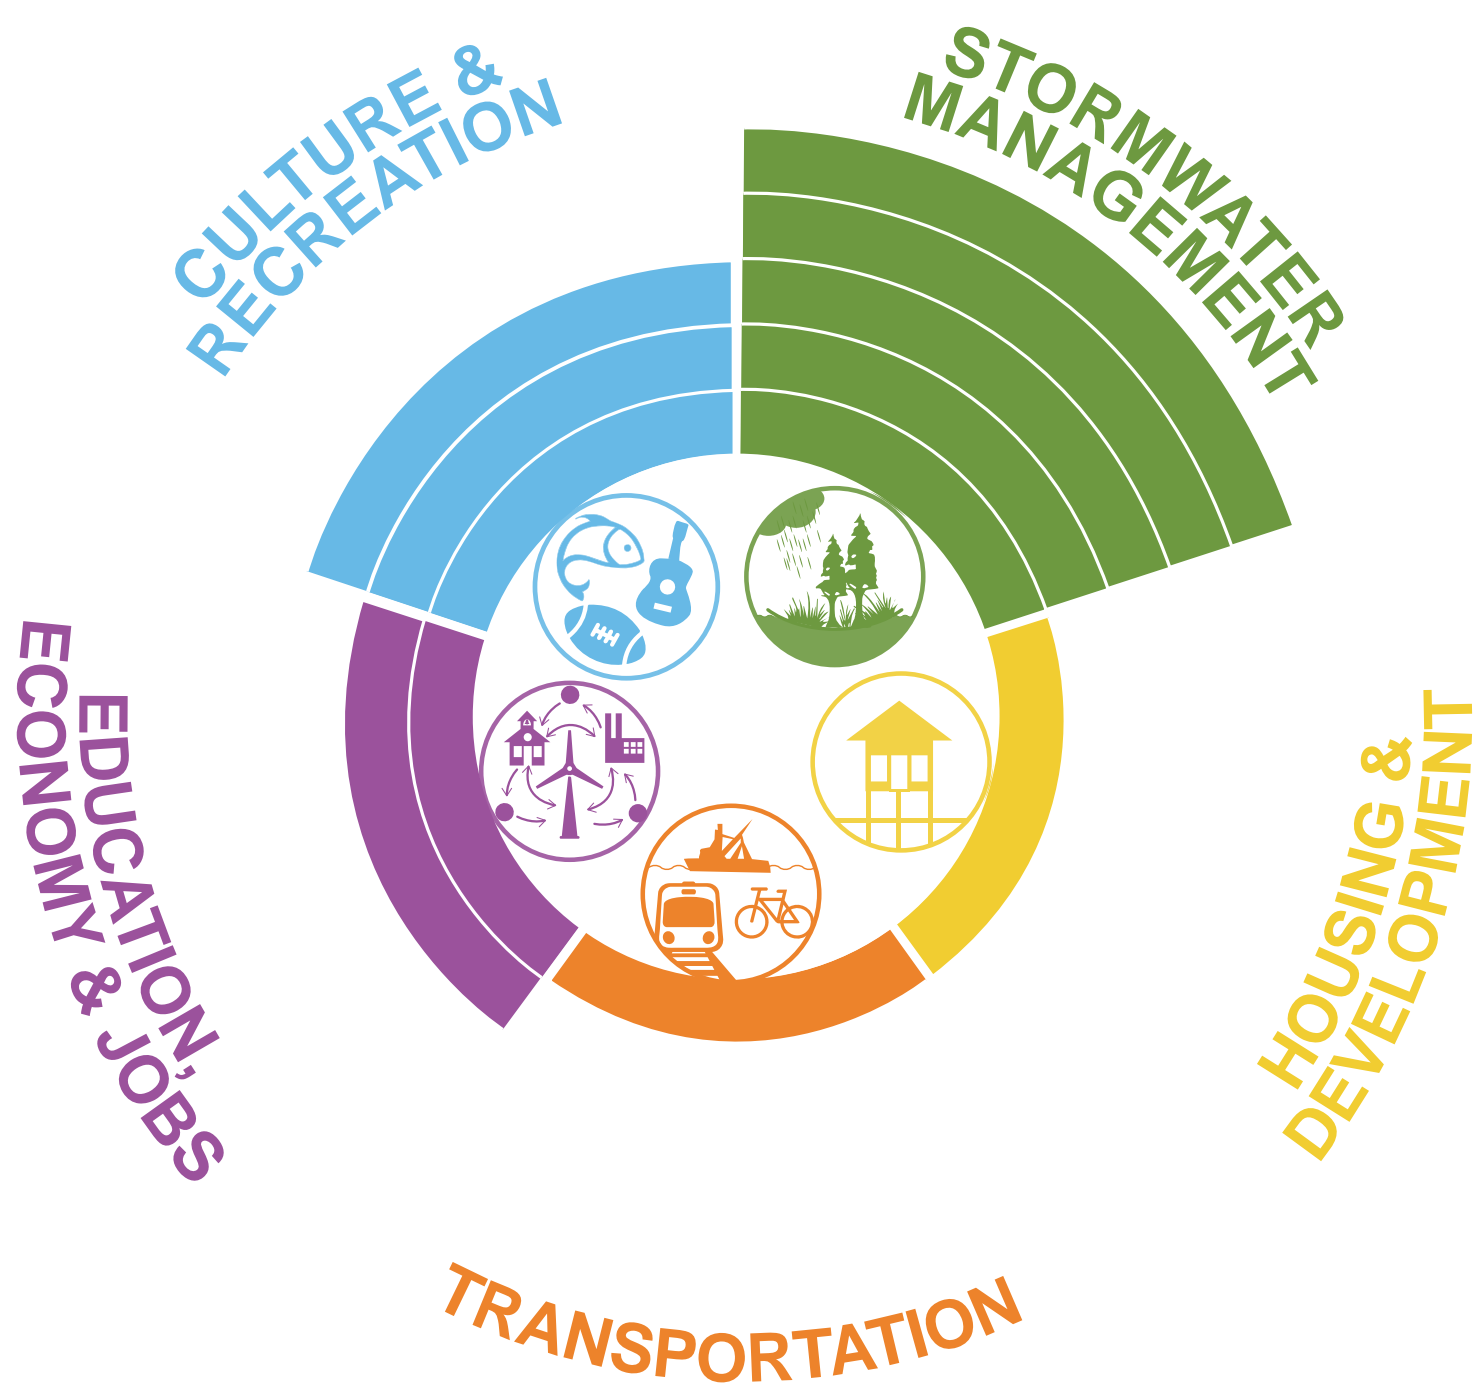 CULTURE &
RECREATION
STORMWATER
MANAGEMENT
EDUCATION,
ECONOMY & JOBS
HOUSING &
DEVELOPMENT
TRANSPORTATION